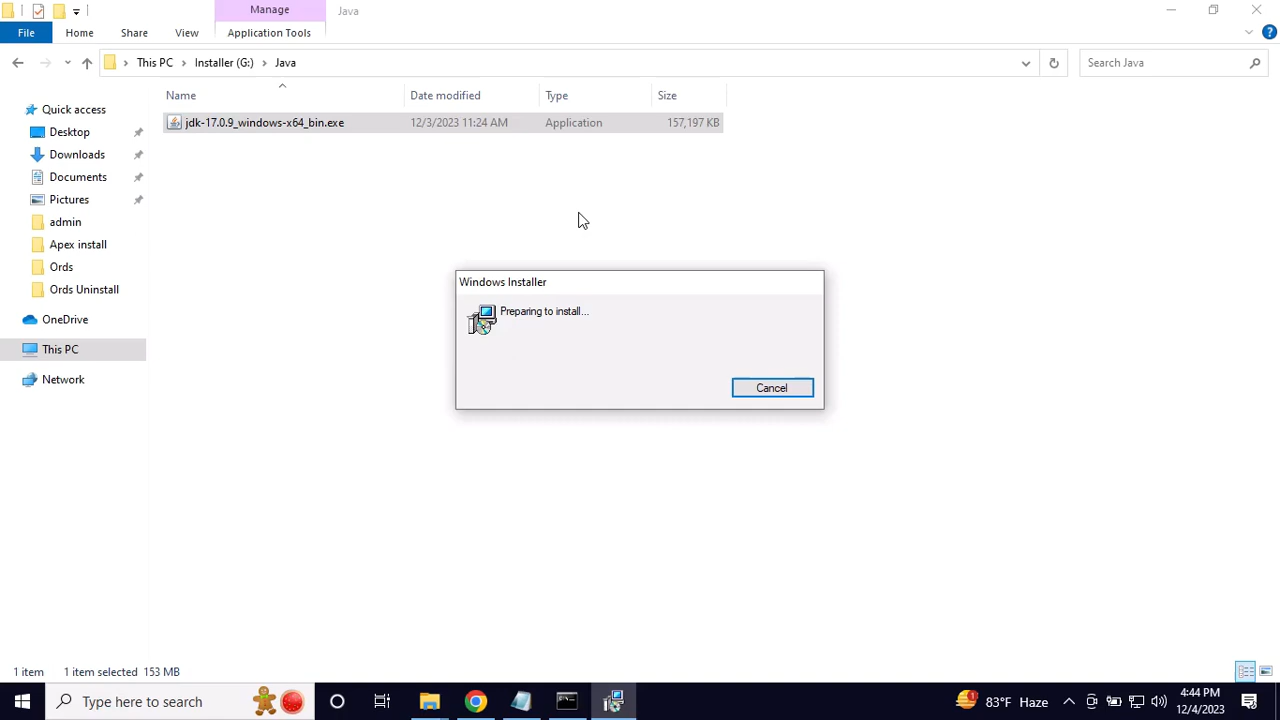 Manage
Java
File
Home
Share
View
Application Tools
This PC
Installer (G:)
Java
Search Java
Name
Date modified
Type
Size
jdk-17.0.9_windows-x64_bin.exe
12/3/2023 11:24 AM
Application
157,197 KB
Quick access
Desktop
Downloads
Documents
Pictures
admin
Apex install
Ords
Ords Uninstall
OneDrive
This PC
Network
Windows Installer
Preparing to install...
Cancel
1 item
1 item selected 153 MB
Type here to search
83°F Haze
4:44 PM
12/4/2023